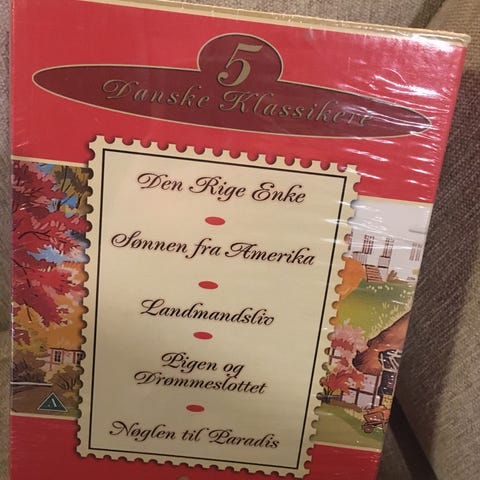 5
Danske Klassikere
Den Rige Enke
Sønnen fra Amerika
Landmandsliv
Pigen og
Drømmeslottet
Nøglen til Paradis
A